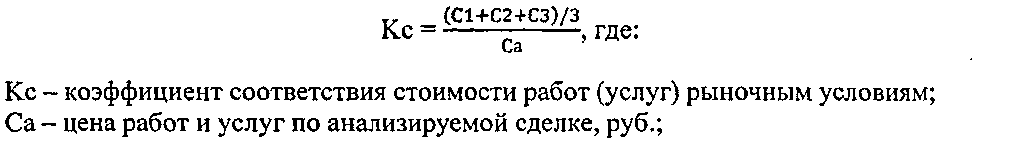 Кс = (С1+С2+С3)/3 / Са, где:
Кс – коэффициент соответствия стоимости работ (услуг) рыночным условиям;
Са – цена работ и услуг по анализируемой сделке, руб.;